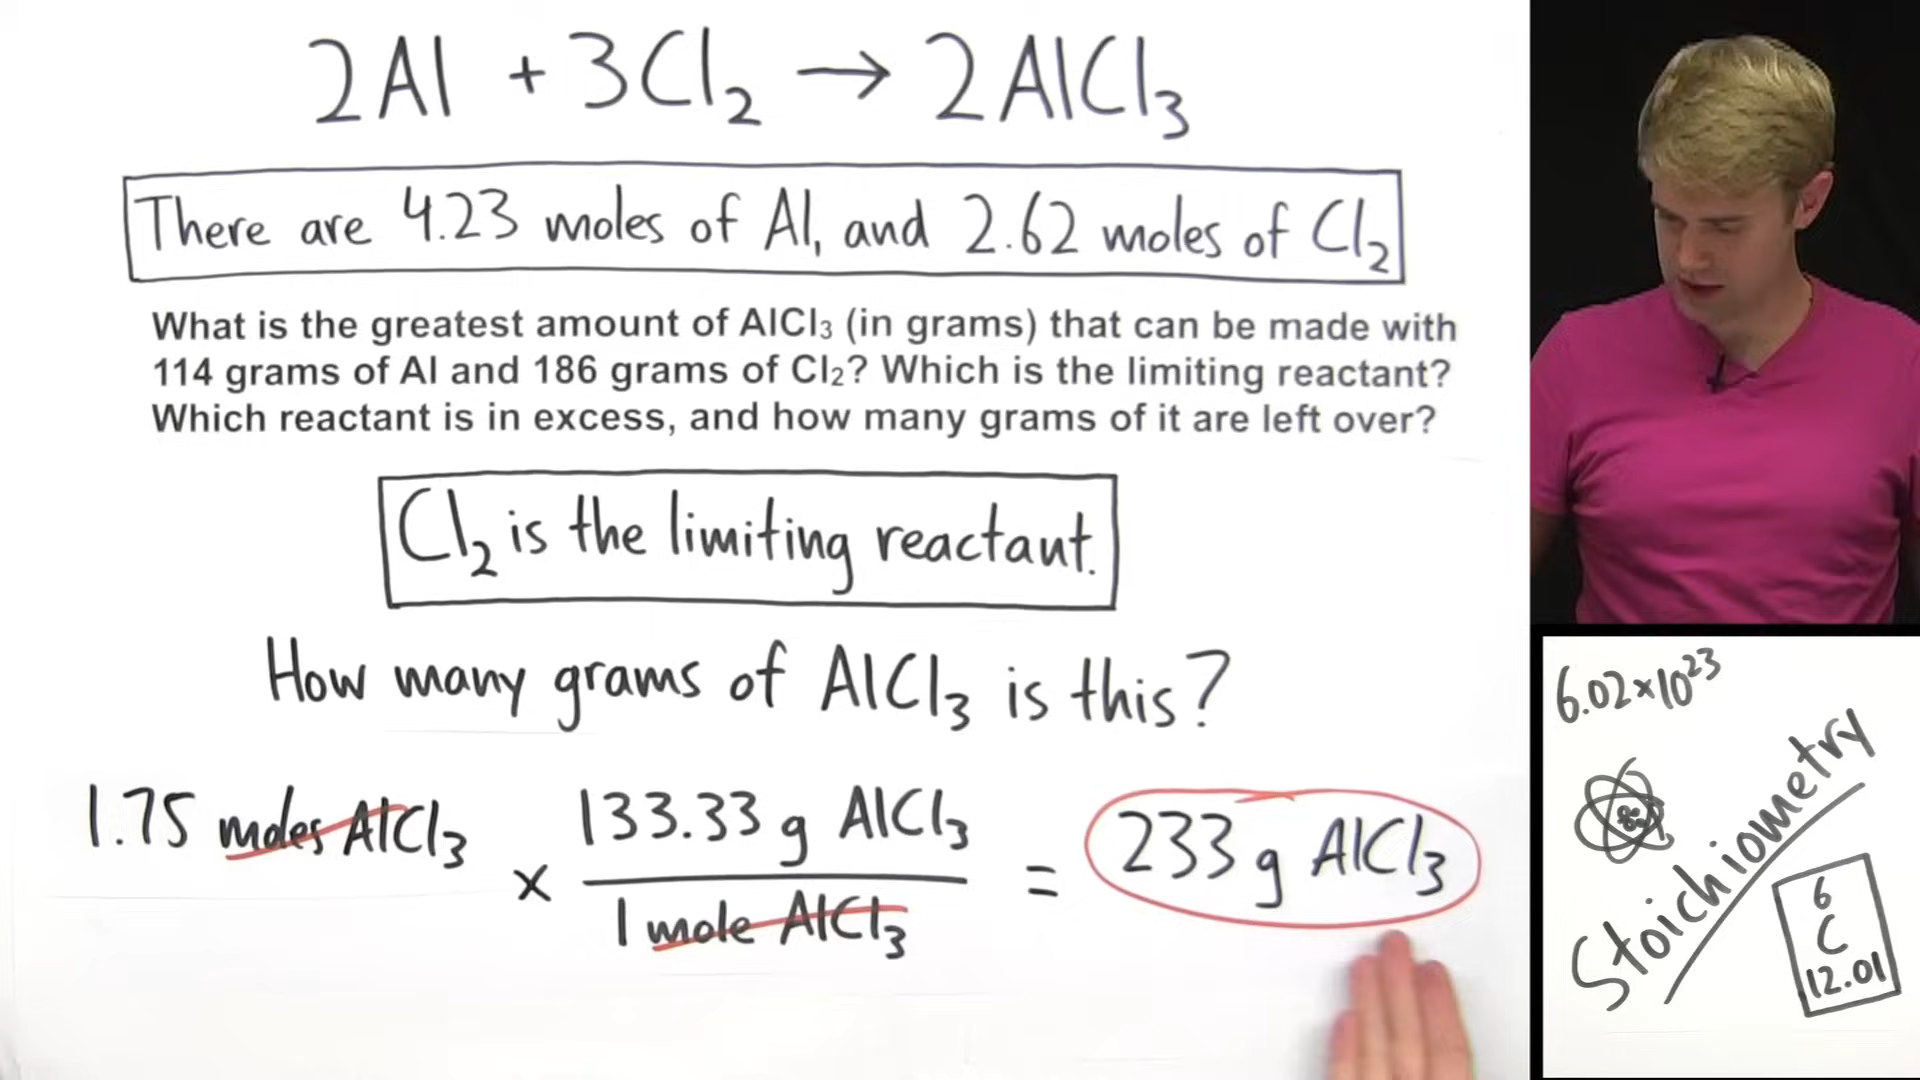 2Al + 3Cl₂ → 2AlCl₃
There are 4.23 moles of Al, and 2.62 moles of Cl₂
What is the greatest amount of AlCl₃ (in grams) that can be made with
114 grams of Al and 186 grams of Cl₂? Which is the limiting reactant?
Which reactant is in excess, and how many grams of it are left over?
Cl₂ is the limiting reactant.
How many grams of AlCl₃ is this?
1.75 moles AlCl₃ × 133.33 g AlCl₃ = 233 g AlCl₃
1 mole AlCl₃
6.02×10²³
Stoichiometry
6
C
12.01